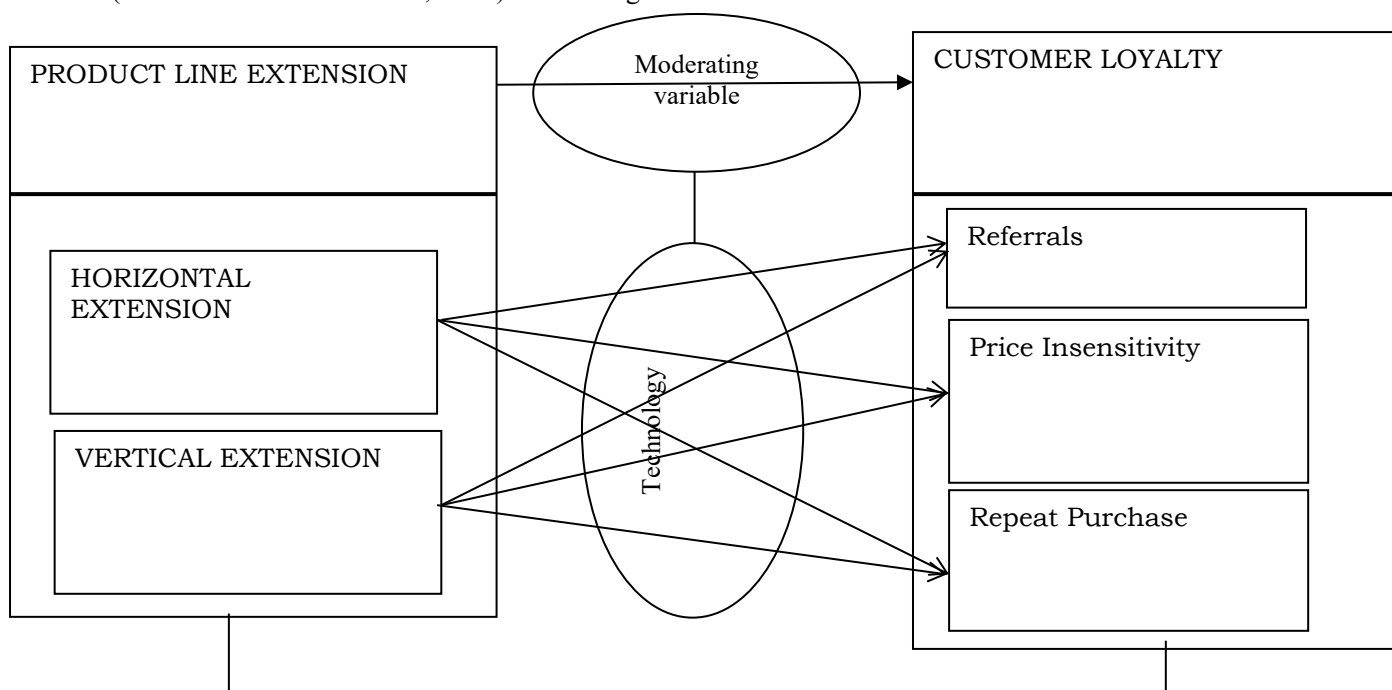 PRODUCT LINE EXTENSION
Moderating
variable
CUSTOMER LOYALTY
HORIZONTAL
EXTENSION
VERTICAL EXTENSION
Technology
Referrals
Price Insensitivity
Repeat Purchase